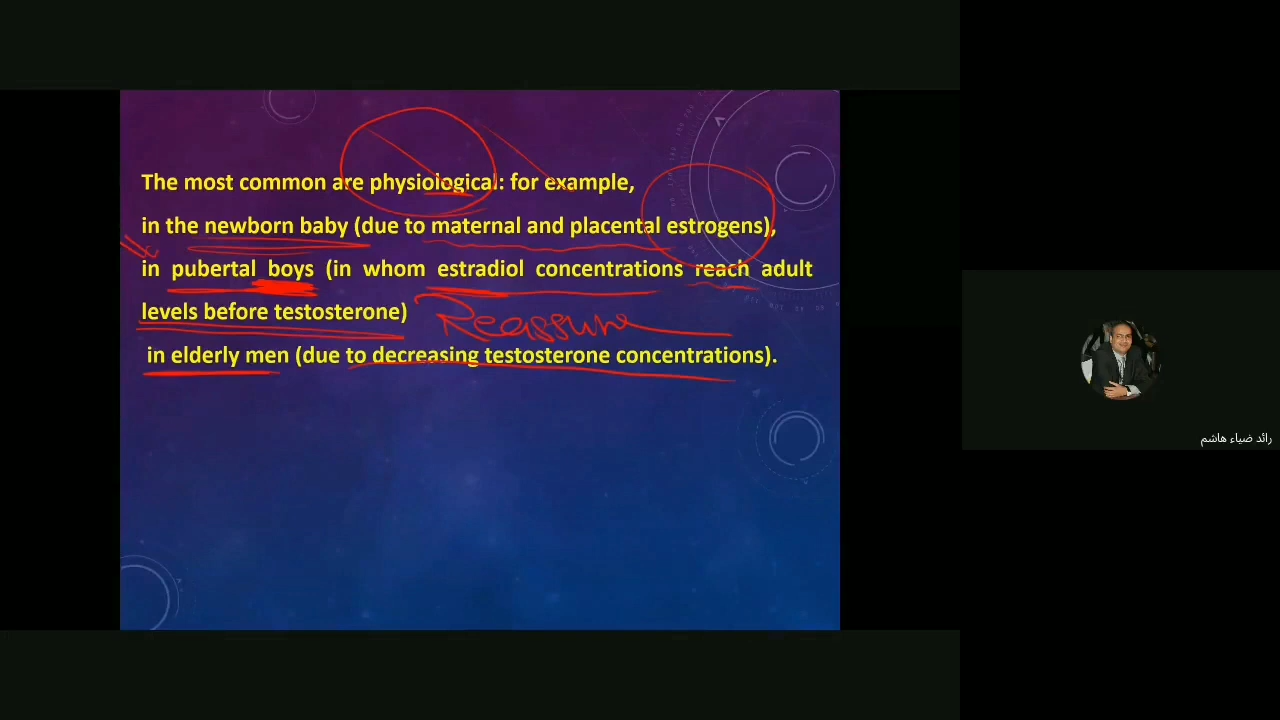 The most common are physiological: for example,
in the newborn baby (due to maternal and placental estrogens),
in pubertal boys (in whom estradiol concentrations reach adult
levels before testosterone)
Reassure
in elderly men (due to decreasing testosterone concentrations).
رائد ضياء هاشم